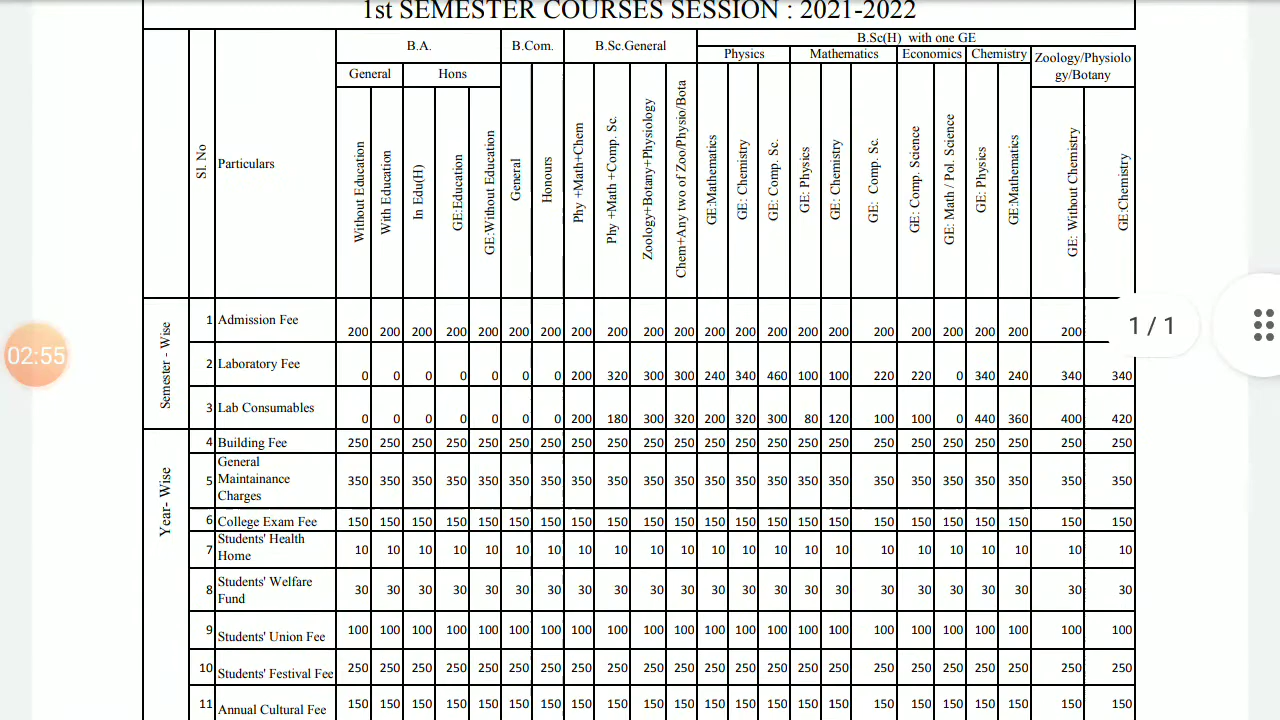 1st SEMESTER COURSES SESSION : 2021-2022
Sl. No
Particulars
B.A.
B.Com.
B.Sc.General
B.Sc(H) with one GE
General
Hons
Physics
Mathematics
Economics
Chemistry
Zoology/Physiolo
gy/Botany
Without Education
With Education
In Edu(H)
GE:Education
GE:Without Education
General
Honours
Phy +Math+Chem
Phy +Math +Comp. Sc.
Zoology+Botany+Physiology
Chem+Any two of Zoo/Physio/Bota
GE:Mathematics
GE: Chemistry
GE: Comp. Sc.
GE: Physics
GE: Chemistry
GE: Comp. Sc.
GE: Comp. Science
GE: Math / Pol. Science
GE: Physics
GE:Mathematics
GE: Without Chemistry
GE:Chemistry
Semester - Wise
1 Admission Fee 200 200 200 200 200 200 200 200 200 200 200 200 200 200 200 200 200 200 200 200 200 200
2 Laboratory Fee 0 0 0 0 0 0 0 200 320 300 300 240 340 460 100 100 220 220 0 340 240 340 340
3 Lab Consumables 0 0 0 0 0 0 0 200 180 300 320 200 320 300 80 120 100 100 0 440 360 400 420
Year- Wise
4 Building Fee 250 250 250 250 250 250 250 250 250 250 250 250 250 250 250 250 250 250 250 250 250 250 250
General
5 Maintainance 350 350 350 350 350 350 350 350 350 350 350 350 350 350 350 350 350 350 350 350 350 350 350
Charges
6 College Exam Fee 150 150 150 150 150 150 150 150 150 150 150 150 150 150 150 150 150 150 150 150 150 150 150
Students' Health
7 Home 10 10 10 10 10 10 10 10 10 10 10 10 10 10 10 10 10 10 10 10 10 10 10
Students' Welfare
8 Fund 30 30 30 30 30 30 30 30 30 30 30 30 30 30 30 30 30 30 30 30 30 30 30
9 Students' Union Fee 100 100 100 100 100 100 100 100 100 100 100 100 100 100 100 100 100 100 100 100 100 100 100
10 Students' Festival Fee 250 250 250 250 250 250 250 250 250 250 250 250 250 250 250 250 250 250 250 250 250 250 250
11 Annual Cultural Fee 150 150 150 150 150 150 150 150 150 150 150 150 150 150 150 150 150 150 150 150 150 150 150
02:55
1 / 1